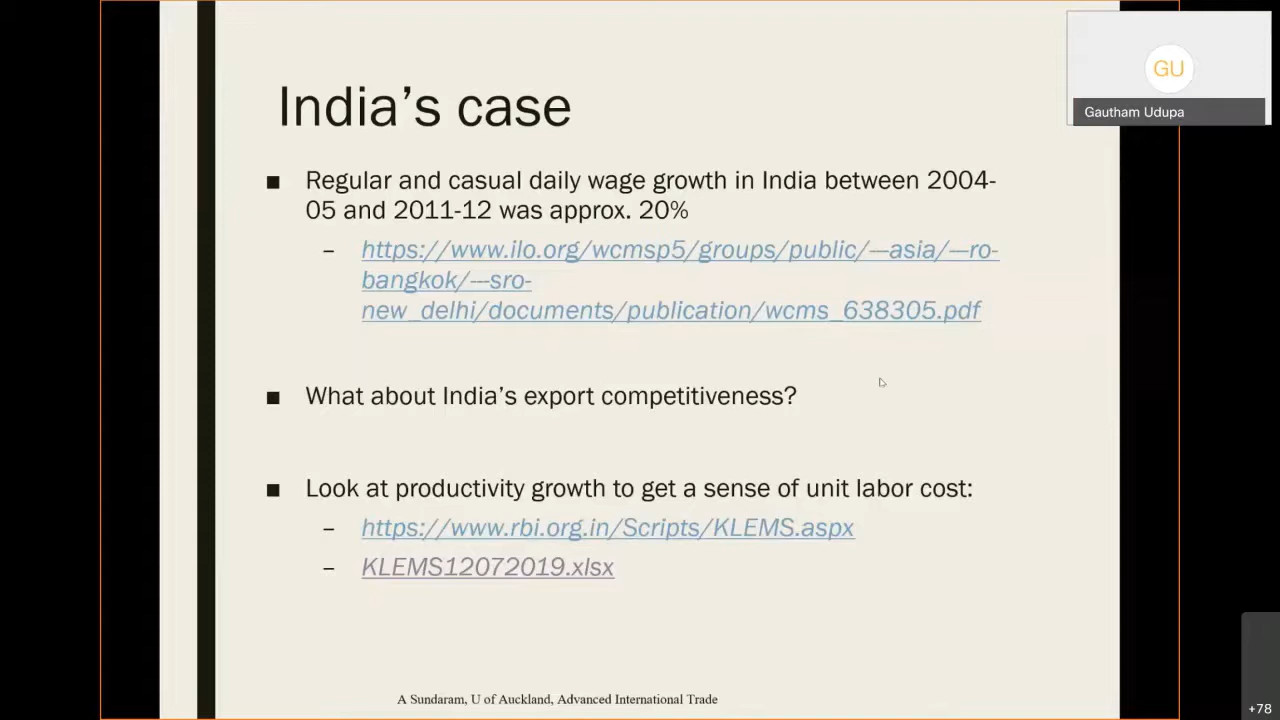 India's case
■ Regular and casual daily wage growth in India between 2004-
05 and 2011-12 was approx. 20%
– https://www.ilo.org/wcmsp5/groups/public/---asia/---ro-
bangkok/---sro-
new_delhi/documents/publication/wcms_638305.pdf
■ What about India's export competitiveness?
■ Look at productivity growth to get a sense of unit labor cost:
– https://www.rbi.org.in/Scripts/KLEMS.aspx
– KLEMS12072019.xlsx
A Sundaram, U of Auckland, Advanced International Trade
GU
Gautham Udupa
+78